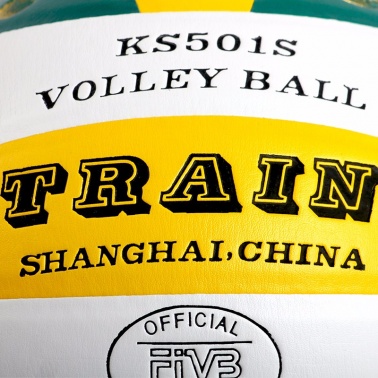 KS501S
VOLLEY BALL
TRAIN
SHANGHAI,CHINA
OFFICIAL
FIVB